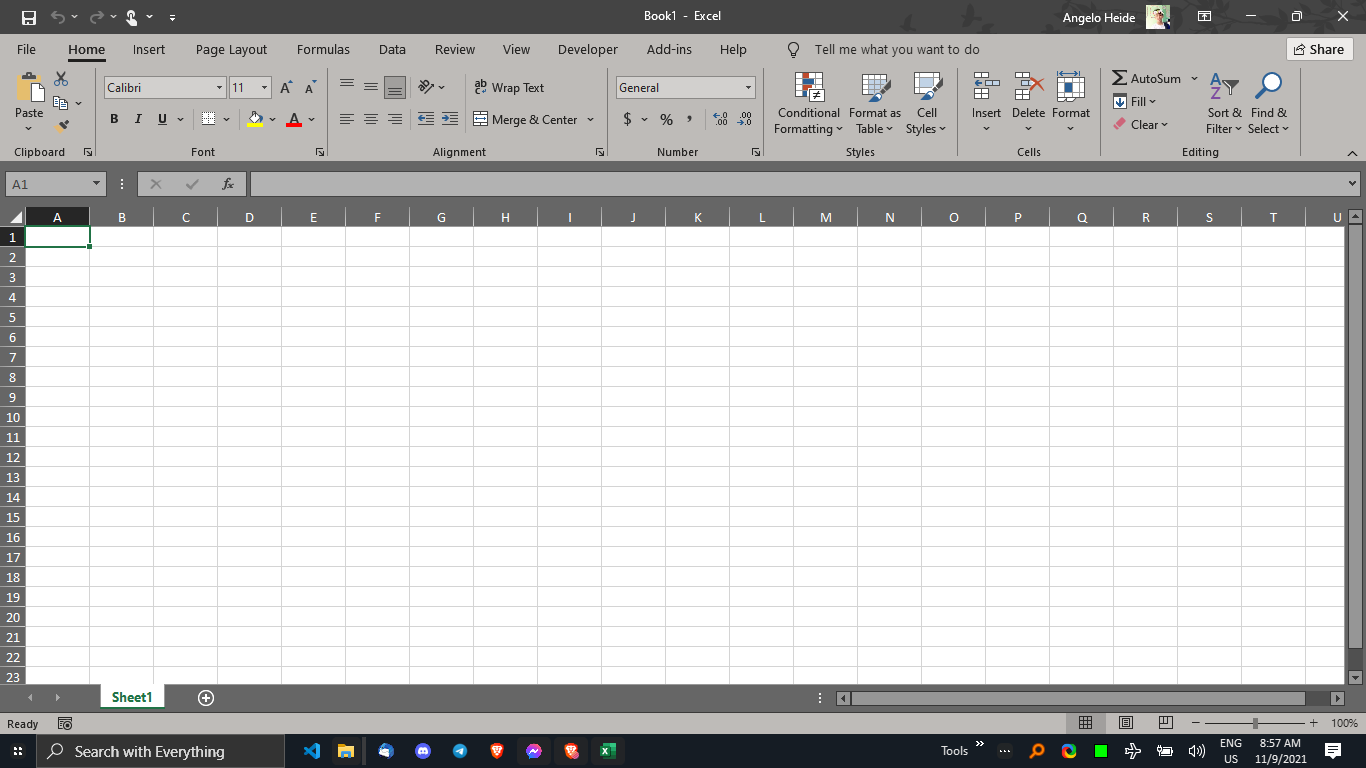 Book1 - Excel
Angelo Heide
File Home Insert Page Layout Formulas Data Review View Developer Add-ins Help Tell me what you want to do Share
Paste
Clipboard
Calibri 11
B I U A
Font
Wrap Text
Merge & Center
Alignment
General
$ % ,
Number
Conditional Formatting
Format as Table
Cell Styles
Styles
Insert
Delete
Format
Cells
AutoSum
Fill
Clear
Sort & Filter
Find & Select
Editing
A1 fx
A B C D E F G H I J K L M N O P Q R S T U
1
2
3
4
5
6
7
8
9
10
11
12
13
14
15
16
17
18
19
20
21
22
23
Sheet1
Ready 100%
Search with Everything
Tools
ENG
US
8:57 AM
11/9/2021